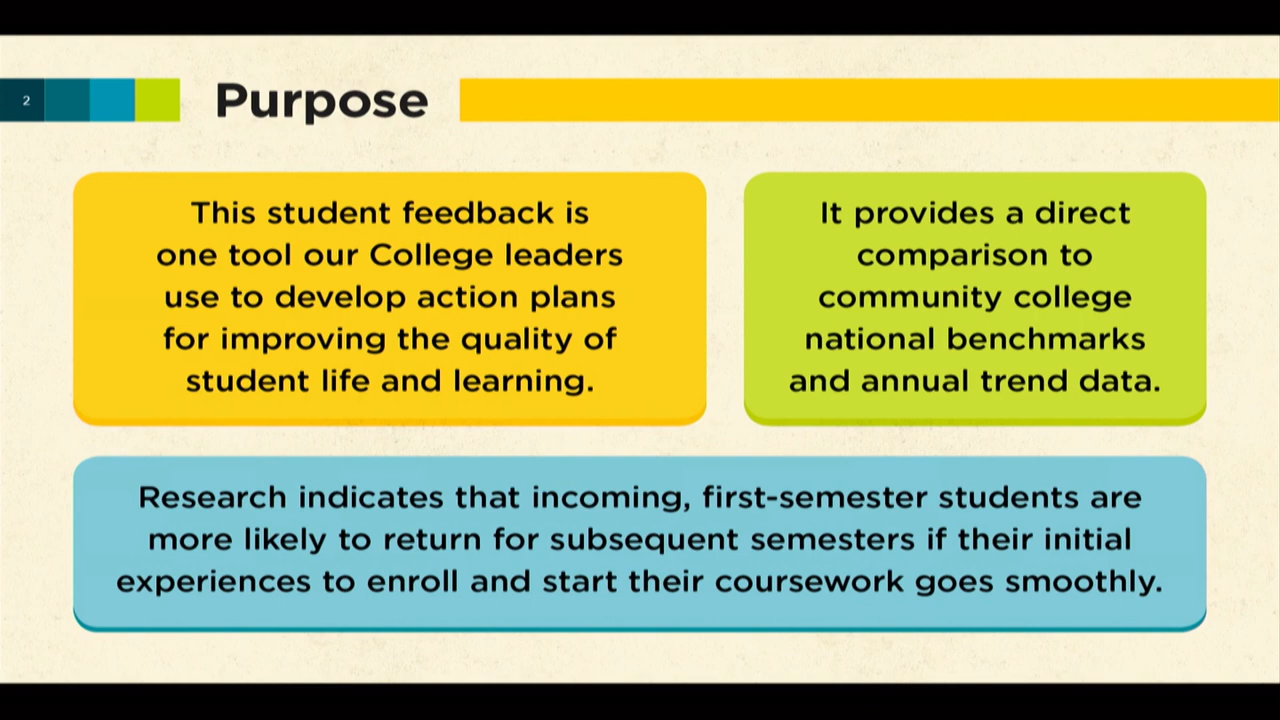 2
Purpose
This student feedback is
one tool our College leaders
use to develop action plans
for improving the quality of
student life and learning.
It provides a direct
comparison to
community college
national benchmarks
and annual trend data.
Research indicates that incoming, first-semester students are
more likely to return for subsequent semesters if their initial
experiences to enroll and start their coursework goes smoothly.